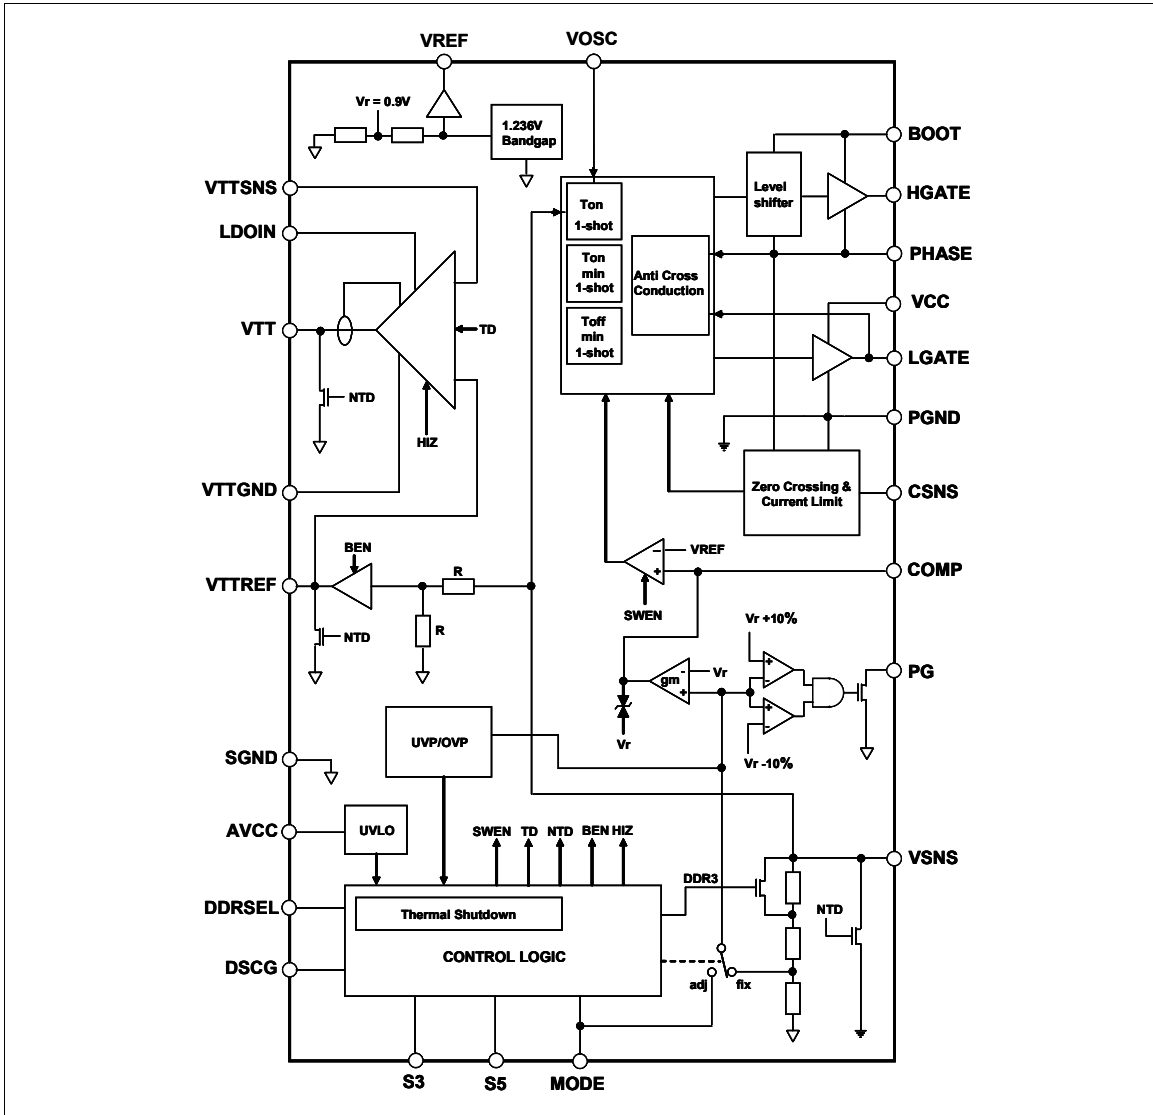 VREF
VOSC
Vr = 0.9V
1.236V
Bandgap
BOOT
VTTSNS
Level
shifter
HGATE
Ton
1-shot
LDOIN
PHASE
Ton
min
1-shot
Anti Cross
Conduction
VCC
VTT
TD
Toff
min
1-shot
LGATE
NTD
PGND
HIZ
VTTGND
Zero Crossing &
Current Limit
CSNS
BEN
VREF
-
+
VTTREF
R
COMP
SWEN
NTD
R
Vr +10%
gm
-
+
Vr
+
-
PG
+
-
Vr
Vr -10%
UVP/OVP
SGND
AVCC
UVLO
SWEN
TD
NTD
BEN
HIZ
VSNS
DDR3
DDRSEL
Thermal Shutdown
NTD
CONTROL LOGIC
DSCG
adj
fix
S3
S5
MODE